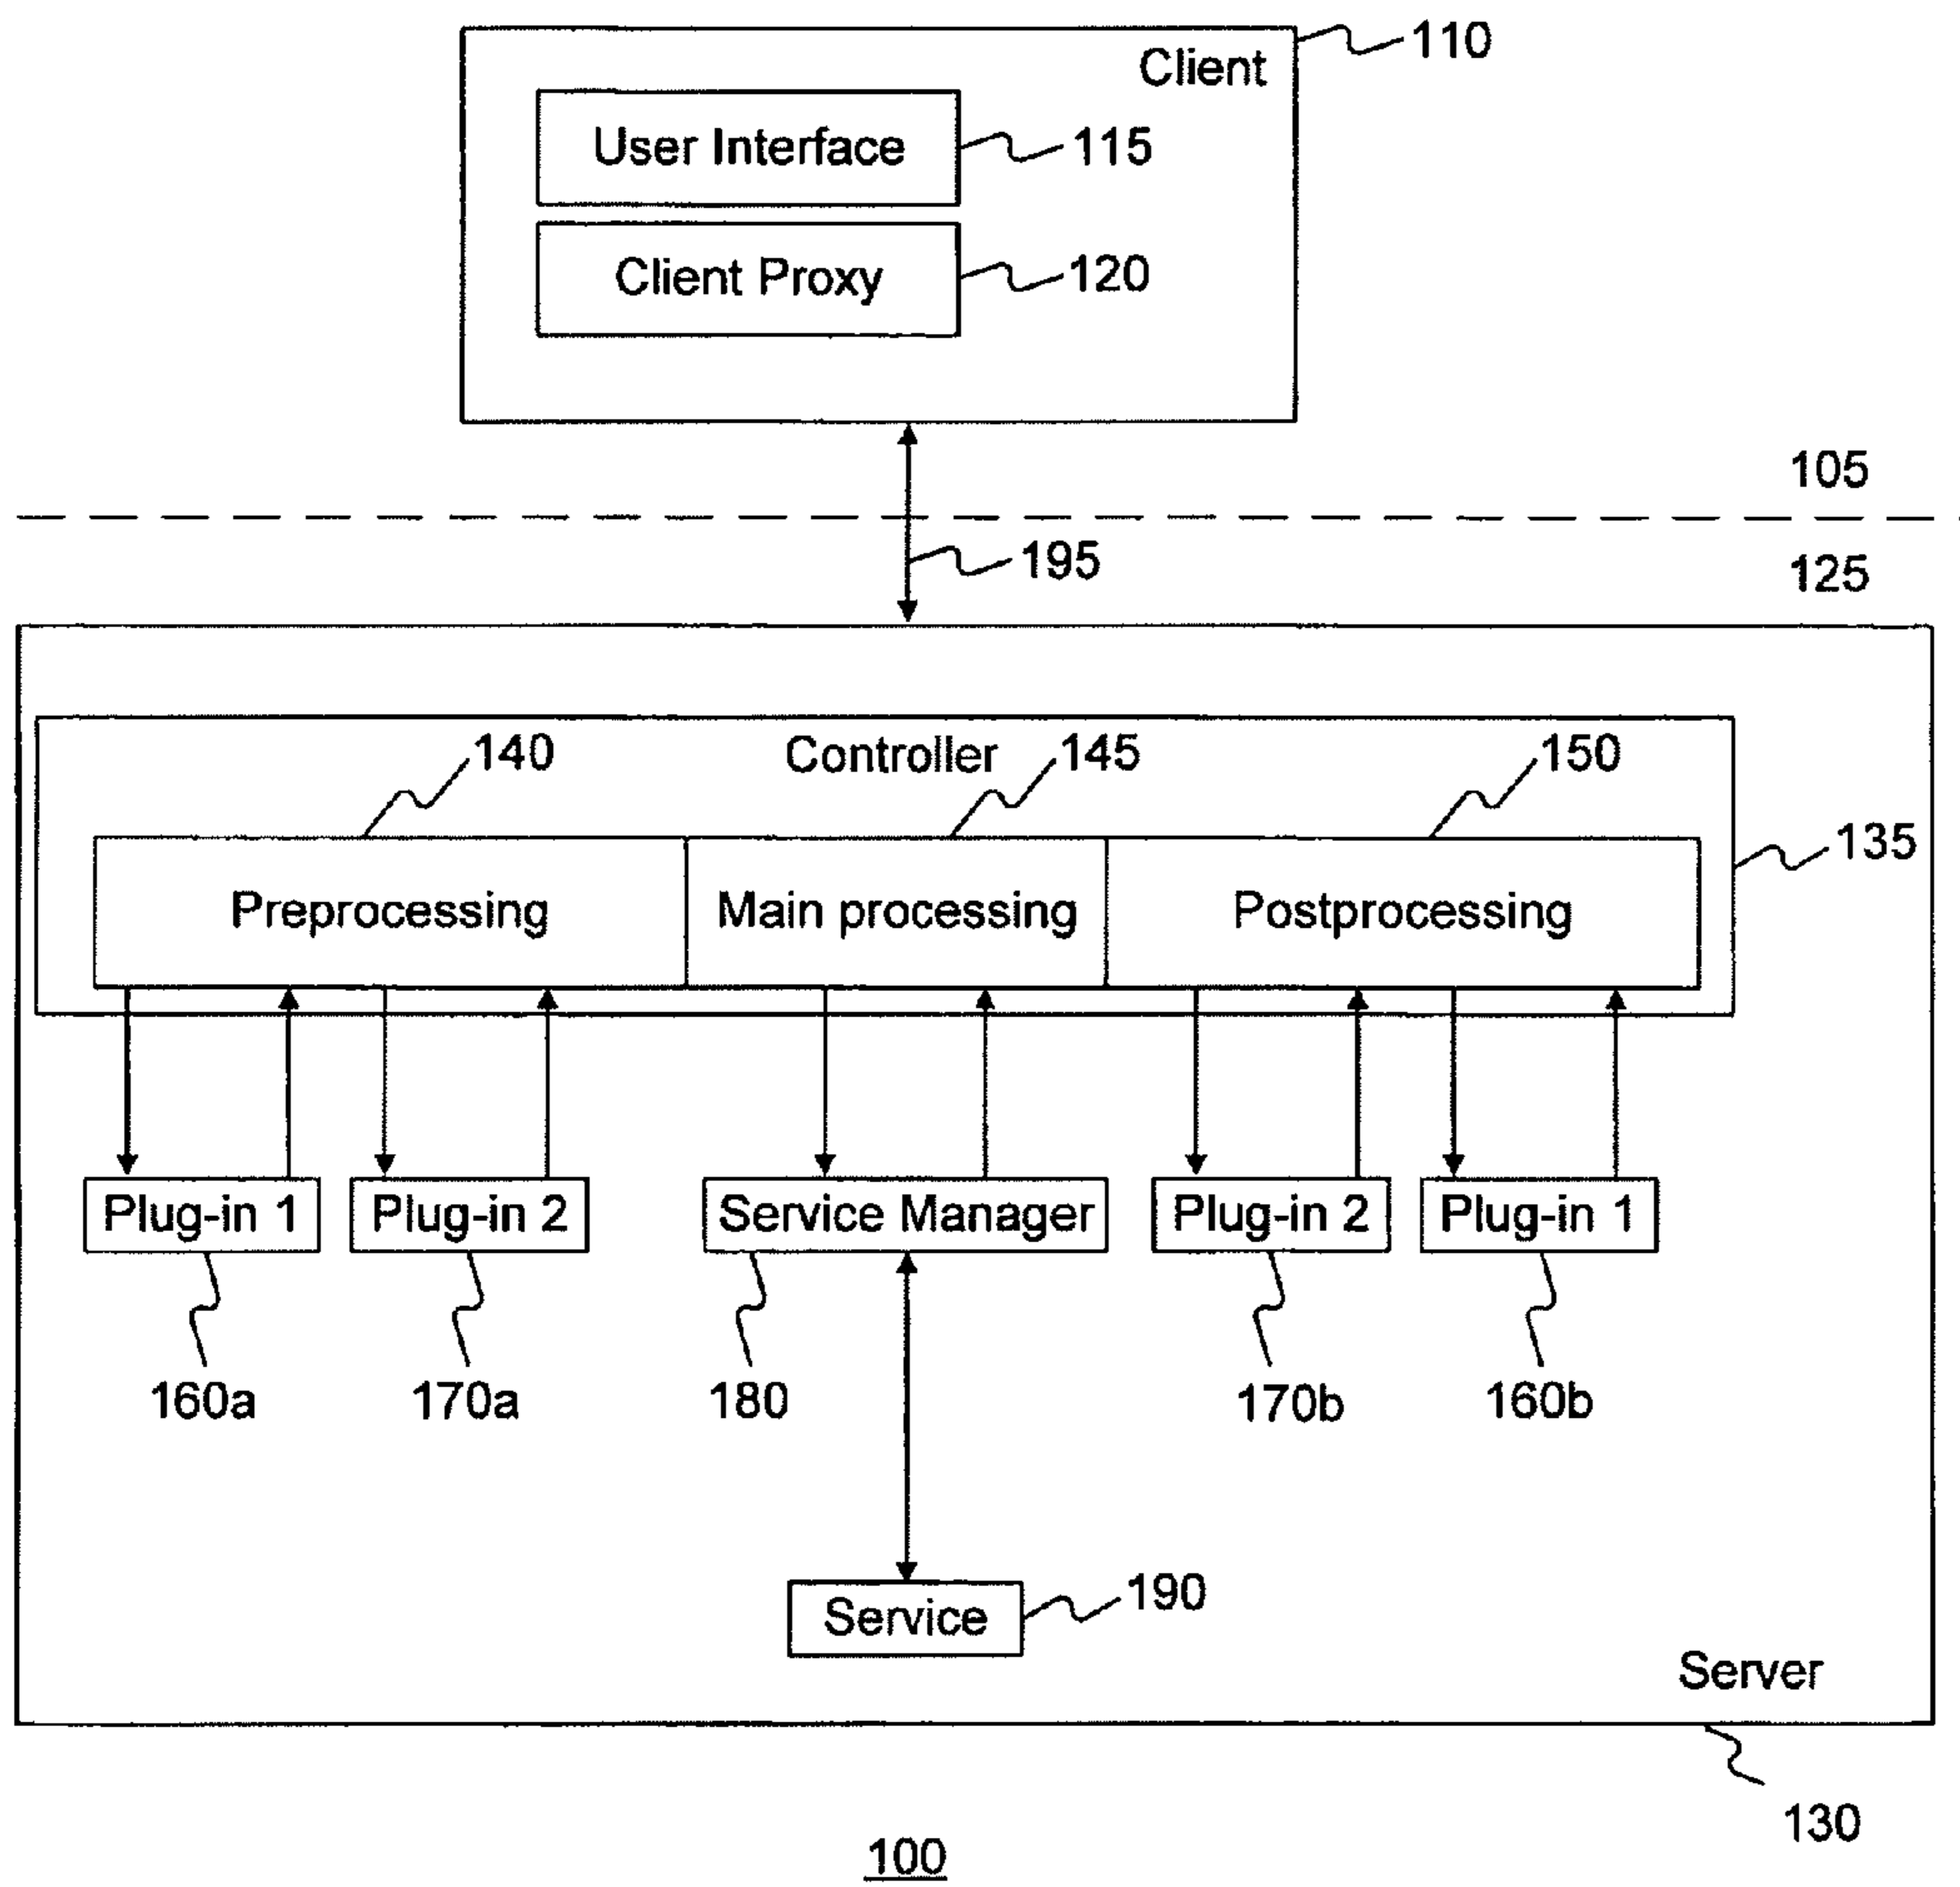 110
Client
User Interface
115
Client Proxy
120
105
195
125
140
Controller
145
150
135
Preprocessing
Main processing
Postprocessing
Plug-in 1
Plug-in 2
Service Manager
Plug-in 2
Plug-in 1
160a
170a
180
170b
160b
190
Service
Server
130
100